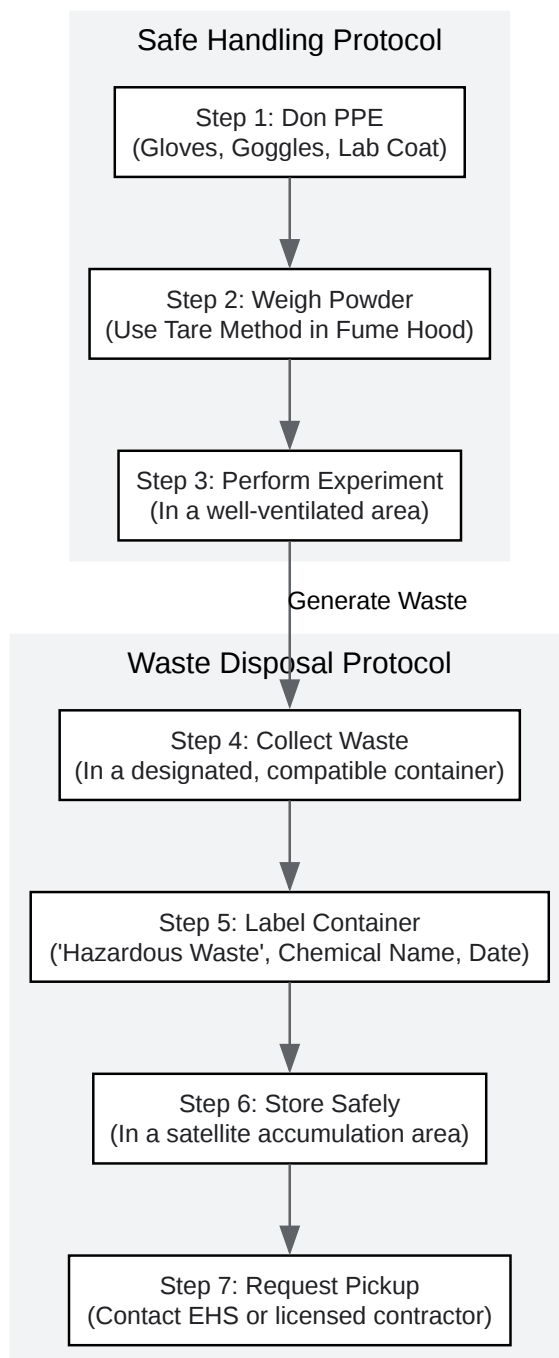 Safe Handling Protocol
Step 1: Don PPE
(Gloves, Goggles, Lab Coat)
Step 2: Weigh Powder
(Use Tare Method in Fume Hood)
Step 3: Perform Experiment
(In a well-ventilated area)
Generate Waste
Waste Disposal Protocol
Step 4: Collect Waste
(In a designated, compatible container)
Step 5: Label Container
('Hazardous Waste', Chemical Name, Date)
Step 6: Store Safely
(In a satellite accumulation area)
Step 7: Request Pickup
(Contact EHS or licensed contractor)